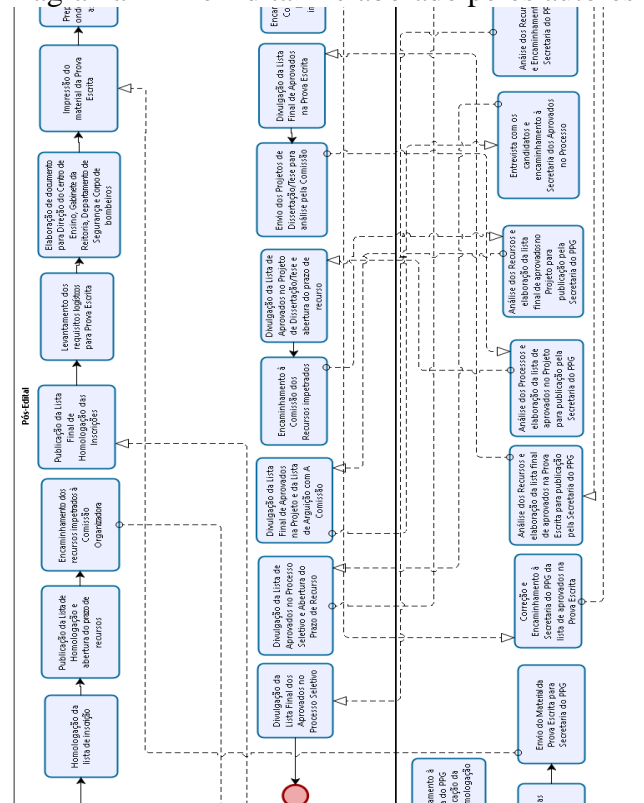 Pós-Edital
Impressão do
material da Prova
Escrita
Elaboração de documento
para Direção do Centro de
Ensino, Gabinete da
Reitoria, Departamento de
Segurança e Corpo de
bombeiros
Levantamento dos
requisitos logísticos
para Prova Escrita
Publicação da Lista
Final de
Homologação das
Inscrições
Encaminhamento dos
recursos impetrados à
Comissão
Organizadora
Publicação da Lista de
Homologação e
abertura do prazo de
recursos
Homologação da
lista de inscrição
Divulgação da Lista
Final de Aprovados
na Prova Escrita
Envio dos Projetos de
Dissertação/Tese para
análise pela Comissão
Divulgação da Lista de
Aprovados no Projeto
de Dissertação/Tese e
abertura do prazo de
recurso
Encaminhamento à
Comissão dos
Recursos impetrados
Divulgação da Lista
Final de Aprovados
na Projeto e da Lista
de Arguição com A
Comissão
Divulgação da Lista de
Aprovados no Processo
Seletivo e Abertura do
Prazo de Recurso
Divulgação da
Lista Final dos
Aprovados no
Processo Seletivo
Análise dos Recursos
e Encaminhamento
Secretaria do PPG
Entrevista com os
candidatos e
encaminhamento à
Secretaria dos Aprovados
no Processo
Análise dos Recursos e
elaboração da lista
final de aprovados no
Projeto para
publicação pela
Secretaria do PPG
Análise dos Processos e
elaboração da lista de
aprovados no Projeto
para publicação pela
Secretaria do PPG
Análise dos Recursos e
elaboração da lista final
de aprovados na Prova
Escrita para publicação
pela Secretaria do PPG
Correção e
Encaminhamento à
Secretaria do PPG da
lista de aprovados na
Prova Escrita
Envio do Material da
Prova Escrita para
Secretaria do PPG